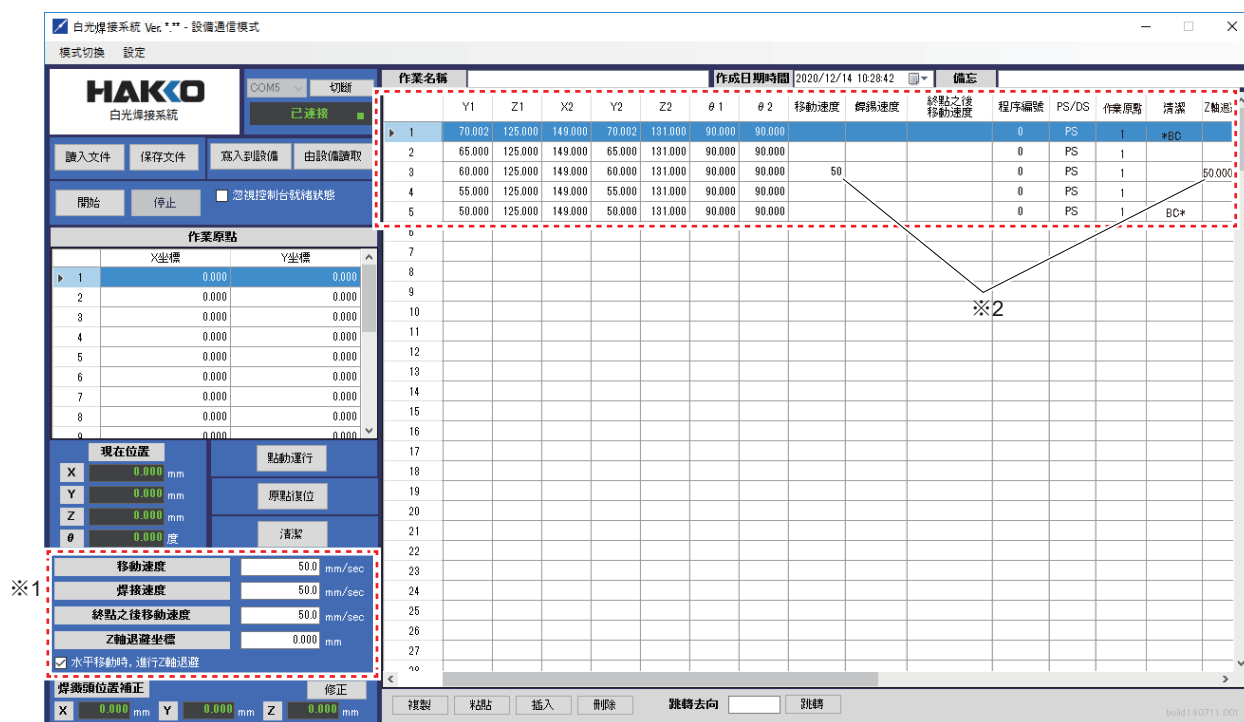 白光焊接系統 Ver. *.** - 設備通信模式
模式切換 設定
HAKKO
白光焊接系統
COM5 切斷
已連接
讀入文件 保存文件 寫入到設備 由設備讀取
開始 停止 忽視控制台就緒狀態
作業原點
X坐標 Y坐標
1 0.000 0.000
2 0.000 0.000
3 0.000 0.000
4 0.000 0.000
5 0.000 0.000
6 0.000 0.000
7 0.000 0.000
8 0.000 0.000
9 0.000 0.000
現在位置
X 0.000 mm
Y 0.000 mm
Z 0.000 mm
θ 0.000 度
點動運行
原點復位
清潔
※1
移動速度 50.0 mm/sec
焊接速度 50.0 mm/sec
終點之後移動速度 50.0 mm/sec
Z軸退避坐標 0.000 mm
水平移動時, 進行Z軸退避
焊鐵頭位置補正 修正
X 0.000 mm Y 0.000 mm Z 0.000 mm
作業名稱 作成日期時間 2020/12/14 10:28:42 備忘
Y1 Z1 X2 Y2 Z2 θ1 θ2 移動速度 銲錫速度 終點之後移動速度 程序編號 PS/DS 作業原點 清潔 Z軸退
1 70.002 125.000 149.000 70.002 131.000 90.000 90.000 0 PS 1 *BC
2 65.000 125.000 149.000 65.000 131.000 90.000 90.000 0 PS 1
3 60.000 125.000 149.000 60.000 131.000 90.000 90.000 50 0 PS 1 50.000
4 55.000 125.000 149.000 55.000 131.000 90.000 90.000 0 PS 1
5 50.000 125.000 149.000 50.000 131.000 90.000 90.000 0 PS 1 BC*
6
7
8
9
※2
10
11
12
13
14
15
16
17
18
19
20
21
22
23
24
25
26
27
28
複製 粘貼 插入 刪除 跳轉去向 跳轉
build.180711.001